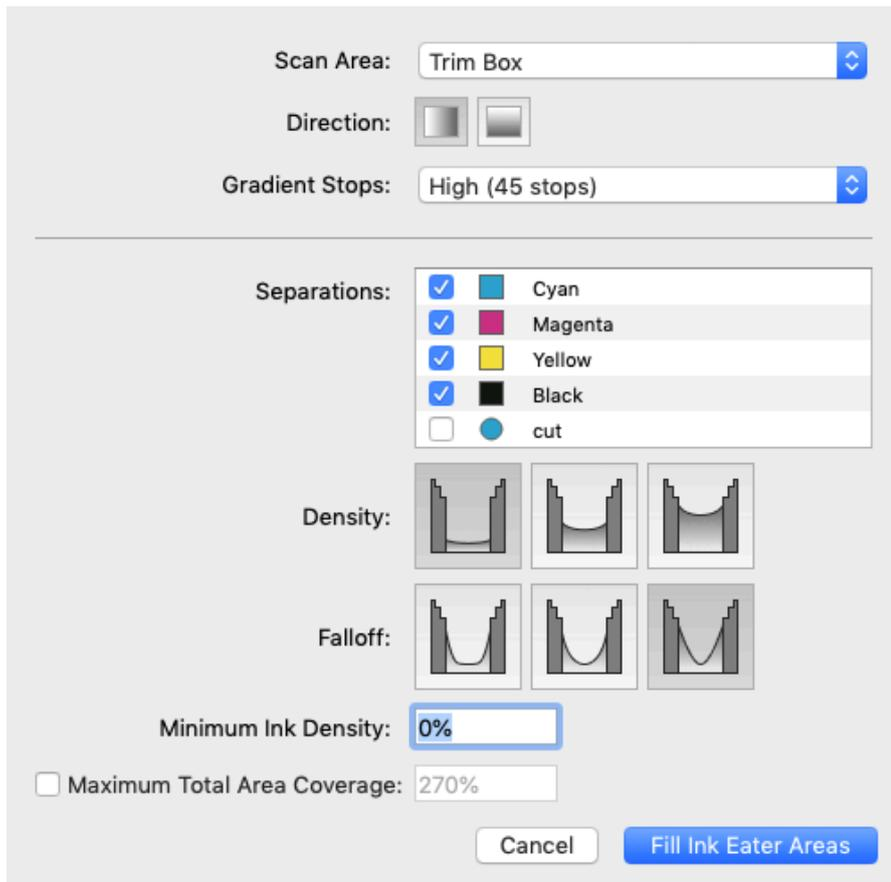 Scan Area: Trim Box
Direction:
Gradient Stops: High (45 stops)
Separations:
Cyan
Magenta
Yellow
Black
cut
Density:
Falloff:
Minimum Ink Density: 0%
Maximum Total Area Coverage: 270%
Cancel Fill Ink Eater Areas